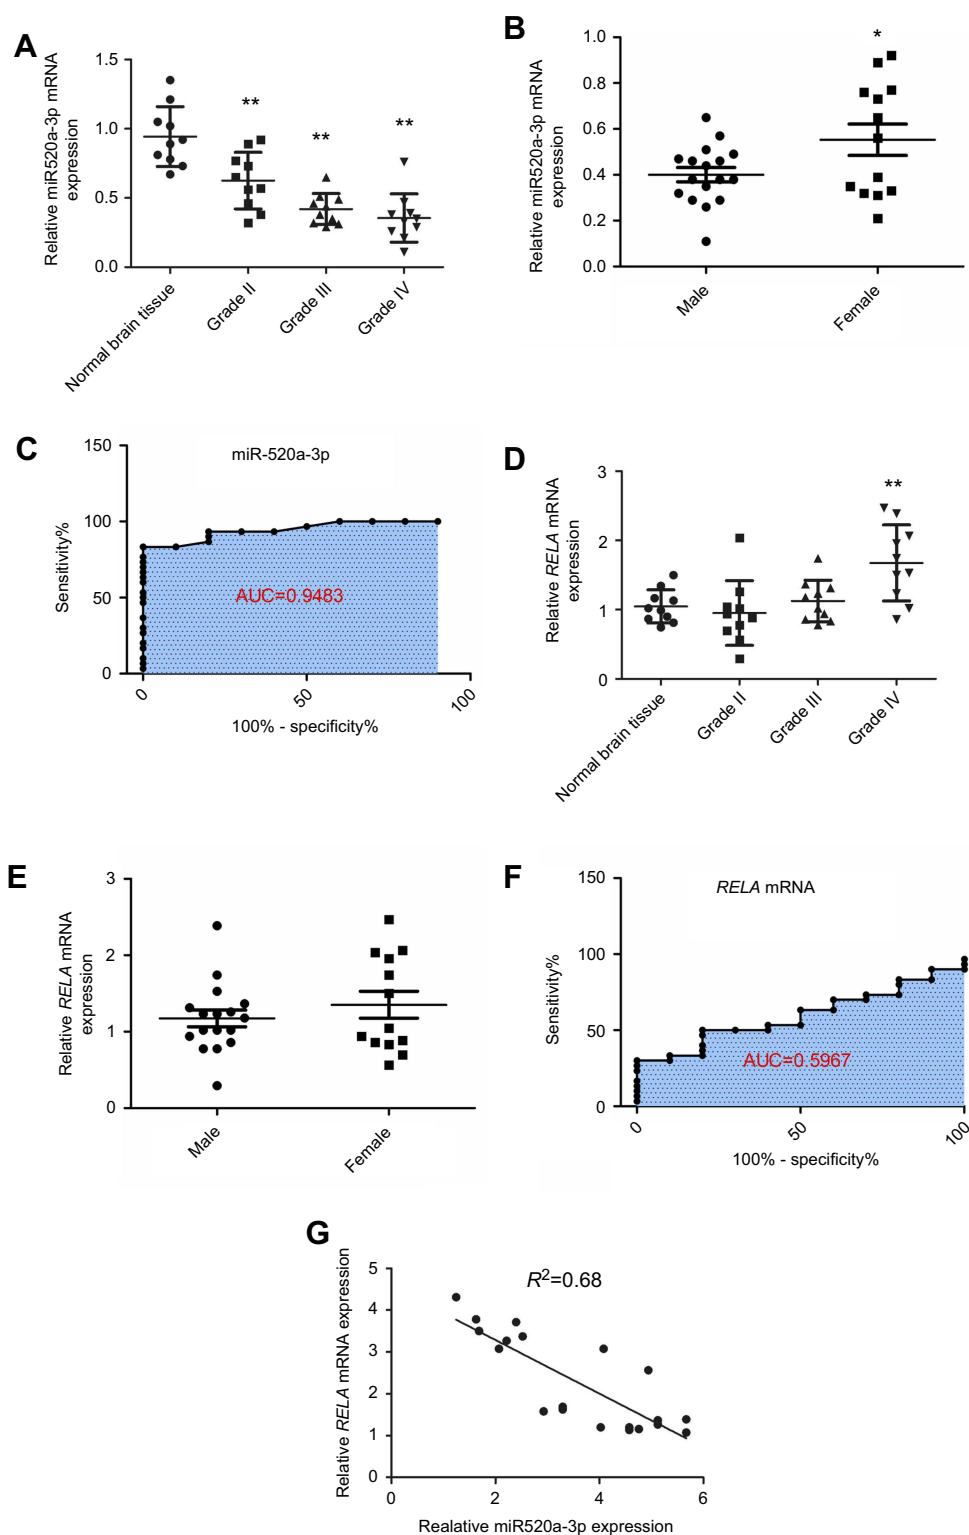 A
Relative miR520a-3p mRNA
expression
1.5
1.0
0.5
0.0
**
**
**
Normal brain tissue
Grade II
Grade III
Grade IV
B
Relative miR520a-3p mRNA
expression
1.0
0.8
0.6
0.4
0.2
0.0
*
Male
Female
C
miR-520a-3p
Sensitivity%
150
100
50
0
AUC=0.9483
0
50
100
100% - specificity%
D
Relative RELA mRNA
expression
3
2
1
0
**
Normal brain tissue
Grade II
Grade III
Grade IV
E
Relative RELA mRNA
expression
3
2
1
0
Male
Female
F
RELA mRNA
Sensitivity%
150
100
50
0
AUC=0.5967
0
50
100
100% - specificity%
G
Relative RELA mRNA expression
R²=0.68
5
4
3
2
1
0
0
2
4
6
Realative miR520a-3p expression